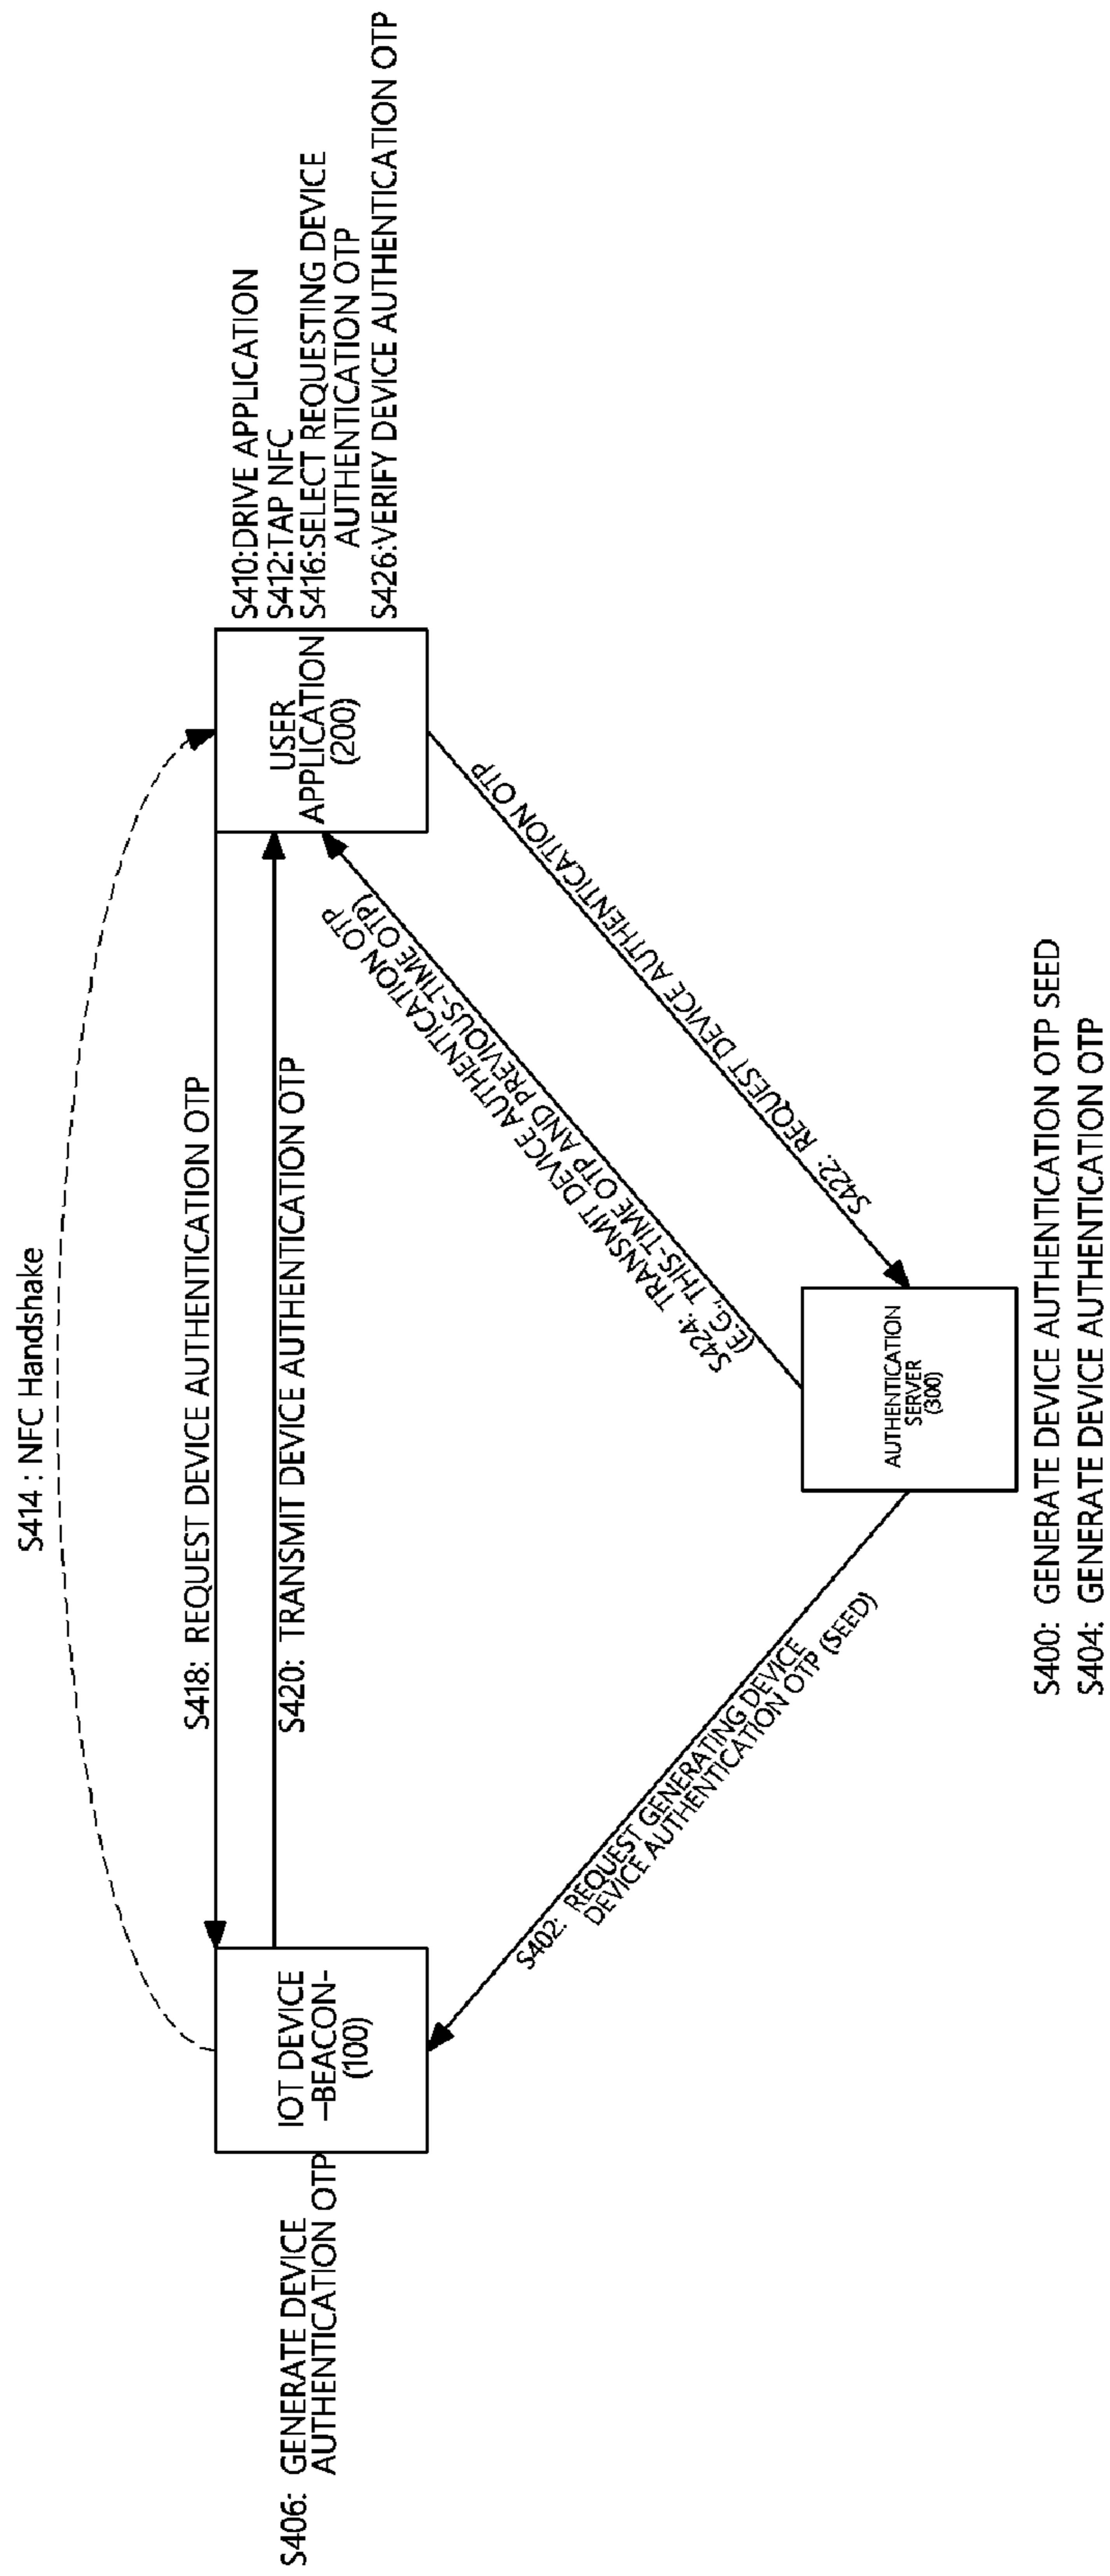 S414 : NFC Handshake
S418: REQUEST DEVICE AUTHENTICATION OTP
S420: TRANSMIT DEVICE AUTHENTICATION OTP
S406: GENERATE DEVICE
AUTHENTICATION OTP
IOT DEVICE
–BEACON–
(100)
USER
APPLICATION
(200)
S410:DRIVE APPLICATION
S412:TAP NFC
S416:SELECT REQUESTING DEVICE
AUTHENTICATION OTP
S426:VERIFY DEVICE AUTHENTICATION OTP
S424: TRANSMIT DEVICE AUTHENTICATION OTP
(E.G., THIS-TIME OTP AND PREVIOUS-TIME OTP)
S422: REQUEST DEVICE AUTHENTICATION OTP
S402: REQUEST GENERATING DEVICE
DEVICE AUTHENTICATION OTP (SEED)
AUTHENTICATION
SERVER
(300)
S400: GENERATE DEVICE AUTHENTICATION OTP SEED
S404: GENERATE DEVICE AUTHENTICATION OTP